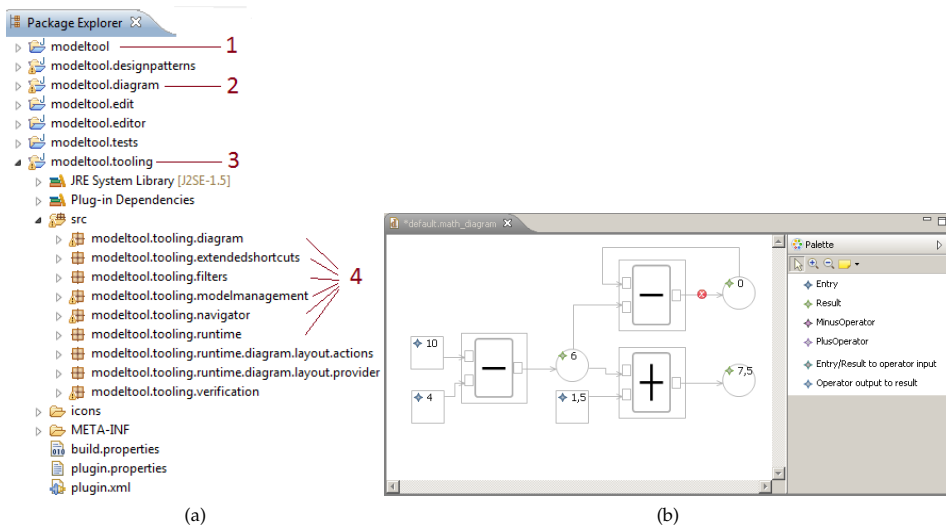 Package Explorer
modeltool
1
modeltool.designpatterns
modeltool.diagram
2
modeltool.edit
modeltool.editor
modeltool.tests
modeltool.tooling
3
JRE System Library [J2SE-1.5]
Plug-in Dependencies
src
modeltool.tooling.diagram
modeltool.tooling.extendedshortcuts
modeltool.tooling.filters
4
modeltool.tooling.modelmanagement
modeltool.tooling.navigator
modeltool.tooling.runtime
modeltool.tooling.runtime.diagram.layout.actions
modeltool.tooling.runtime.diagram.layout.provider
modeltool.tooling.verification
icons
META-INF
build.properties
plugin.properties
plugin.xml
(a)
*default.math_diagram
Palette
Entry
Result
MinusOperator
PlusOperator
Entry/Result to operator input
Operator output to result
0
10
6
4
1,5
7,5
(b)